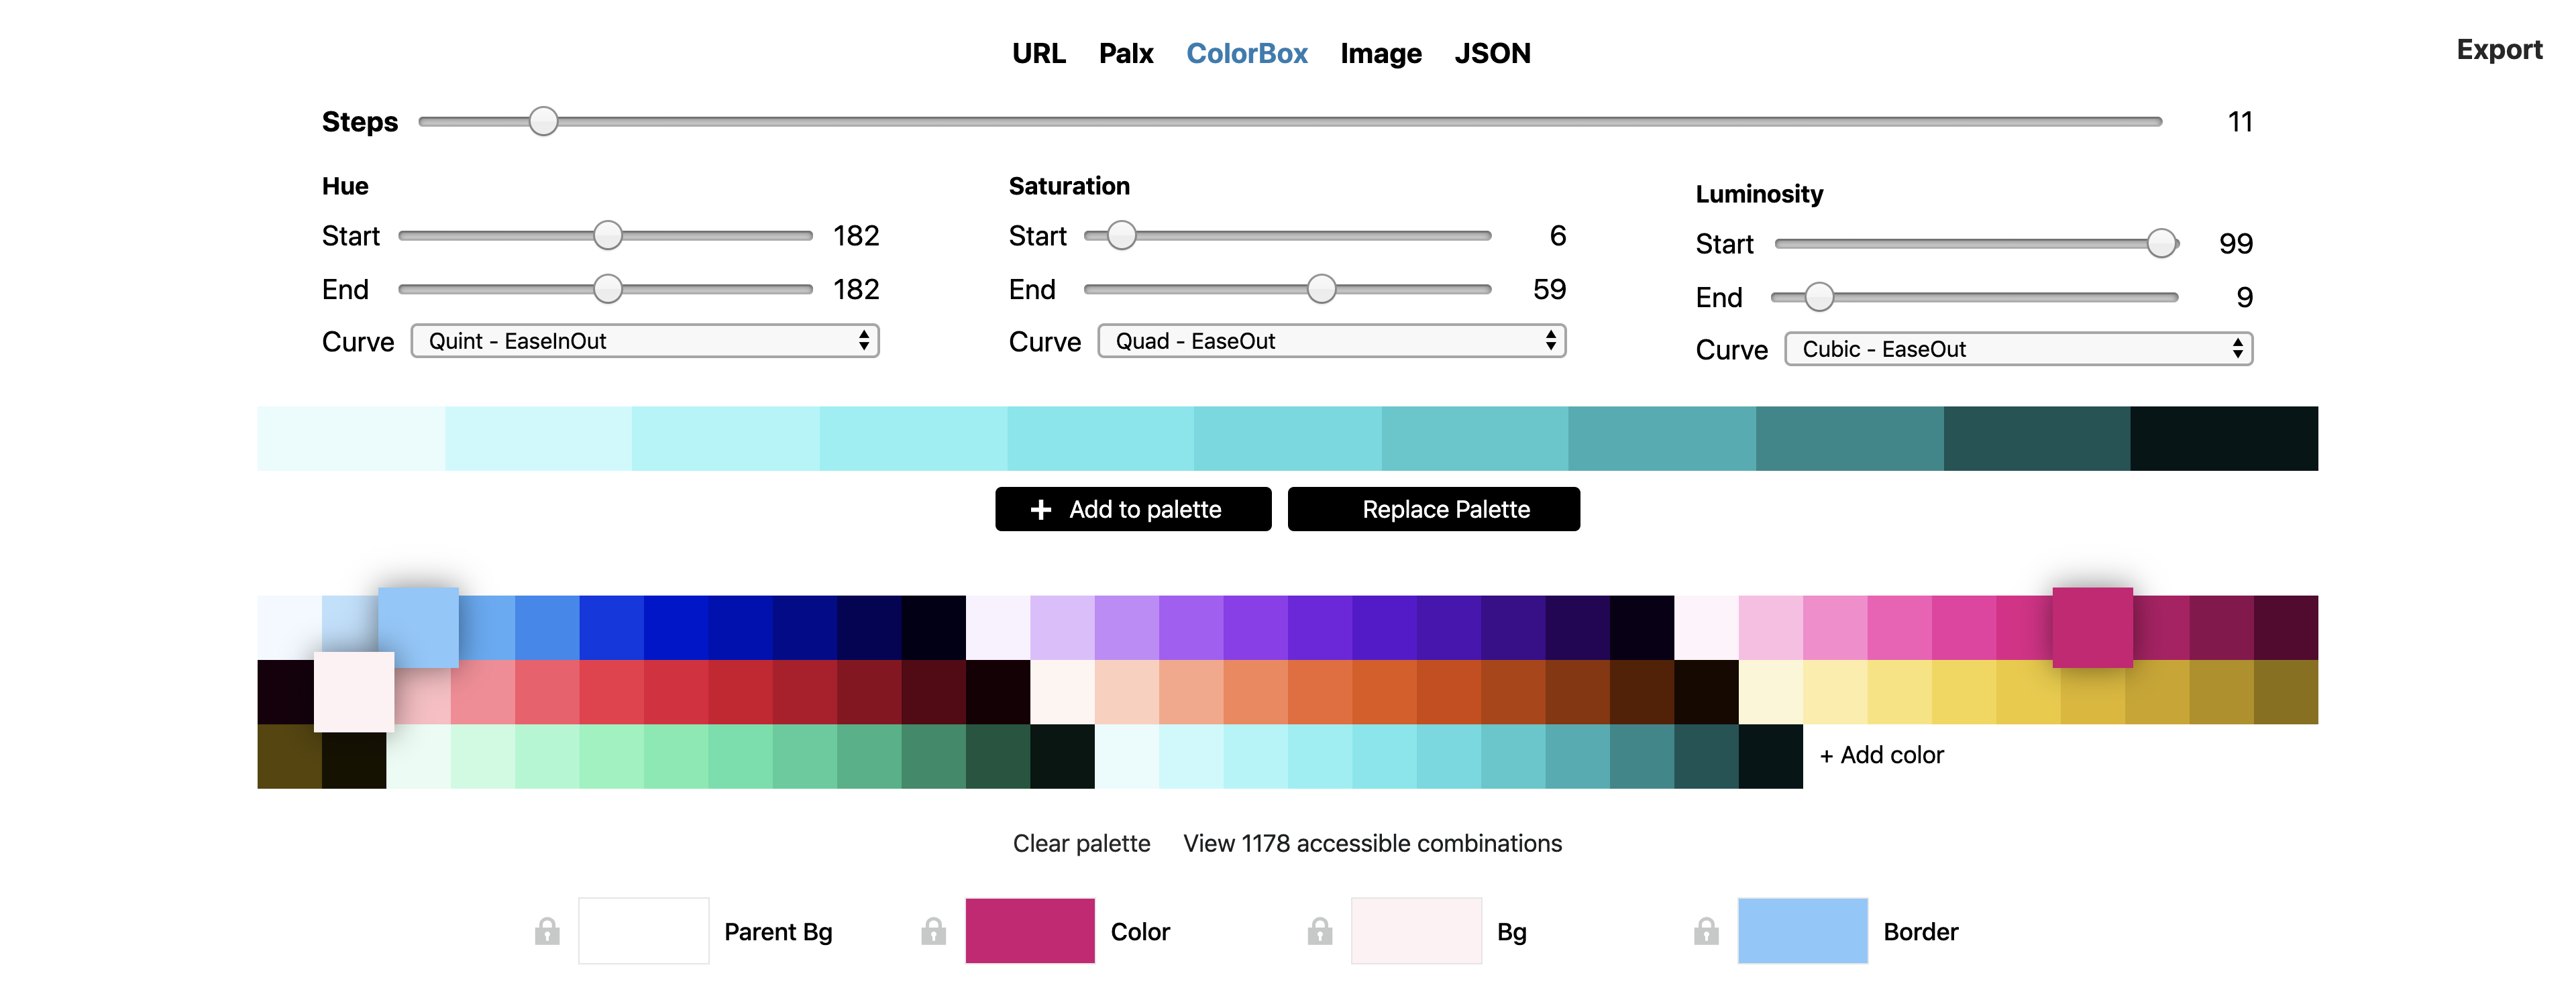 URL Palx ColorBox Image JSON
Export
Steps 11
Hue
Start 182
End 182
Curve Quint - EaseInOut
Saturation
Start 6
End 59
Curve Quad - EaseOut
Luminosity
Start 99
End 9
Curve Cubic - EaseOut
+ Add to palette Replace Palette
+ Add color
Clear palette View 1178 accessible combinations
Parent Bg Color Bg Border